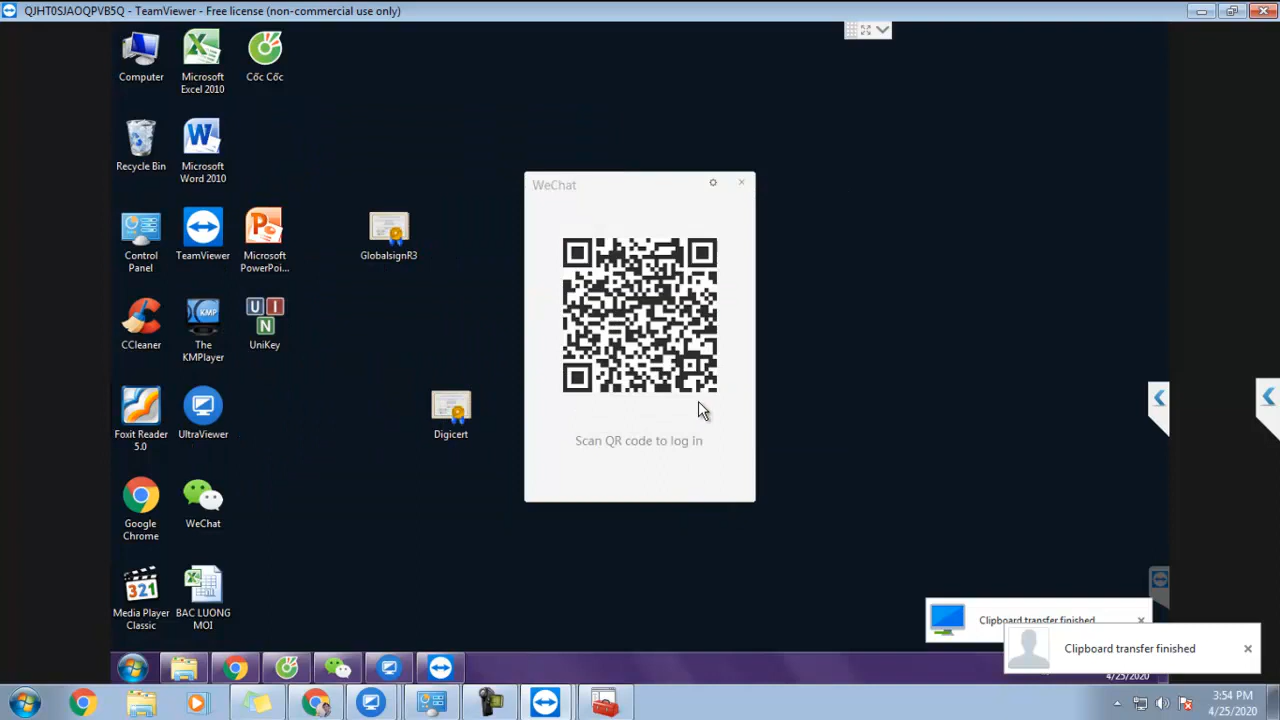 QJHT0SJAOQPVB5Q - TeamViewer - Free license (non-commercial use only)
Computer
Microsoft
Excel 2010
Cốc Cốc
Recycle Bin
Microsoft
Word 2010
Control
Panel
TeamViewer
Microsoft
PowerPoi...
GlobalsignR3
CCleaner
The
KMPlayer
UniKey
Foxit Reader
5.0
UltraViewer
Digicert
Google
Chrome
WeChat
Media Player
Classic
BAC LUONG
MOI
WeChat
Scan QR code to log in
Clipboard transfer finished
Clipboard transfer finished
4/25/2020
3:54 PM
4/25/2020